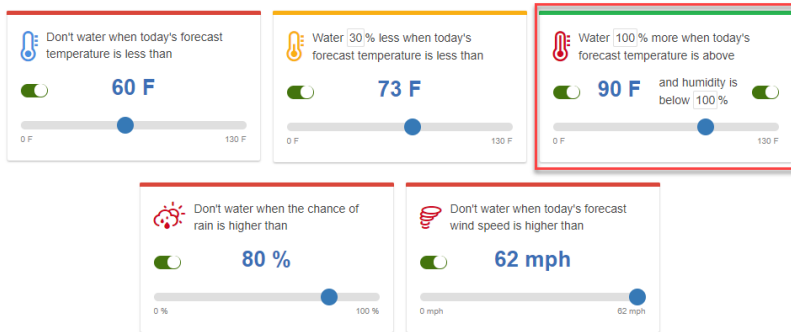 Don't water when today's forecast
temperature is less than
60 F
0 F 130 F
Water 30 % less when today's
forecast temperature is less than
73 F
0 F 130 F
Water 100 % more when today's
forecast temperature is above
90 F and humidity is
below 100 %
0 F 130 F
Don't water when the chance of
rain is higher than
80 %
0 % 100 %
Don't water when today's forecast
wind speed is higher than
62 mph
0 mph 62 mph